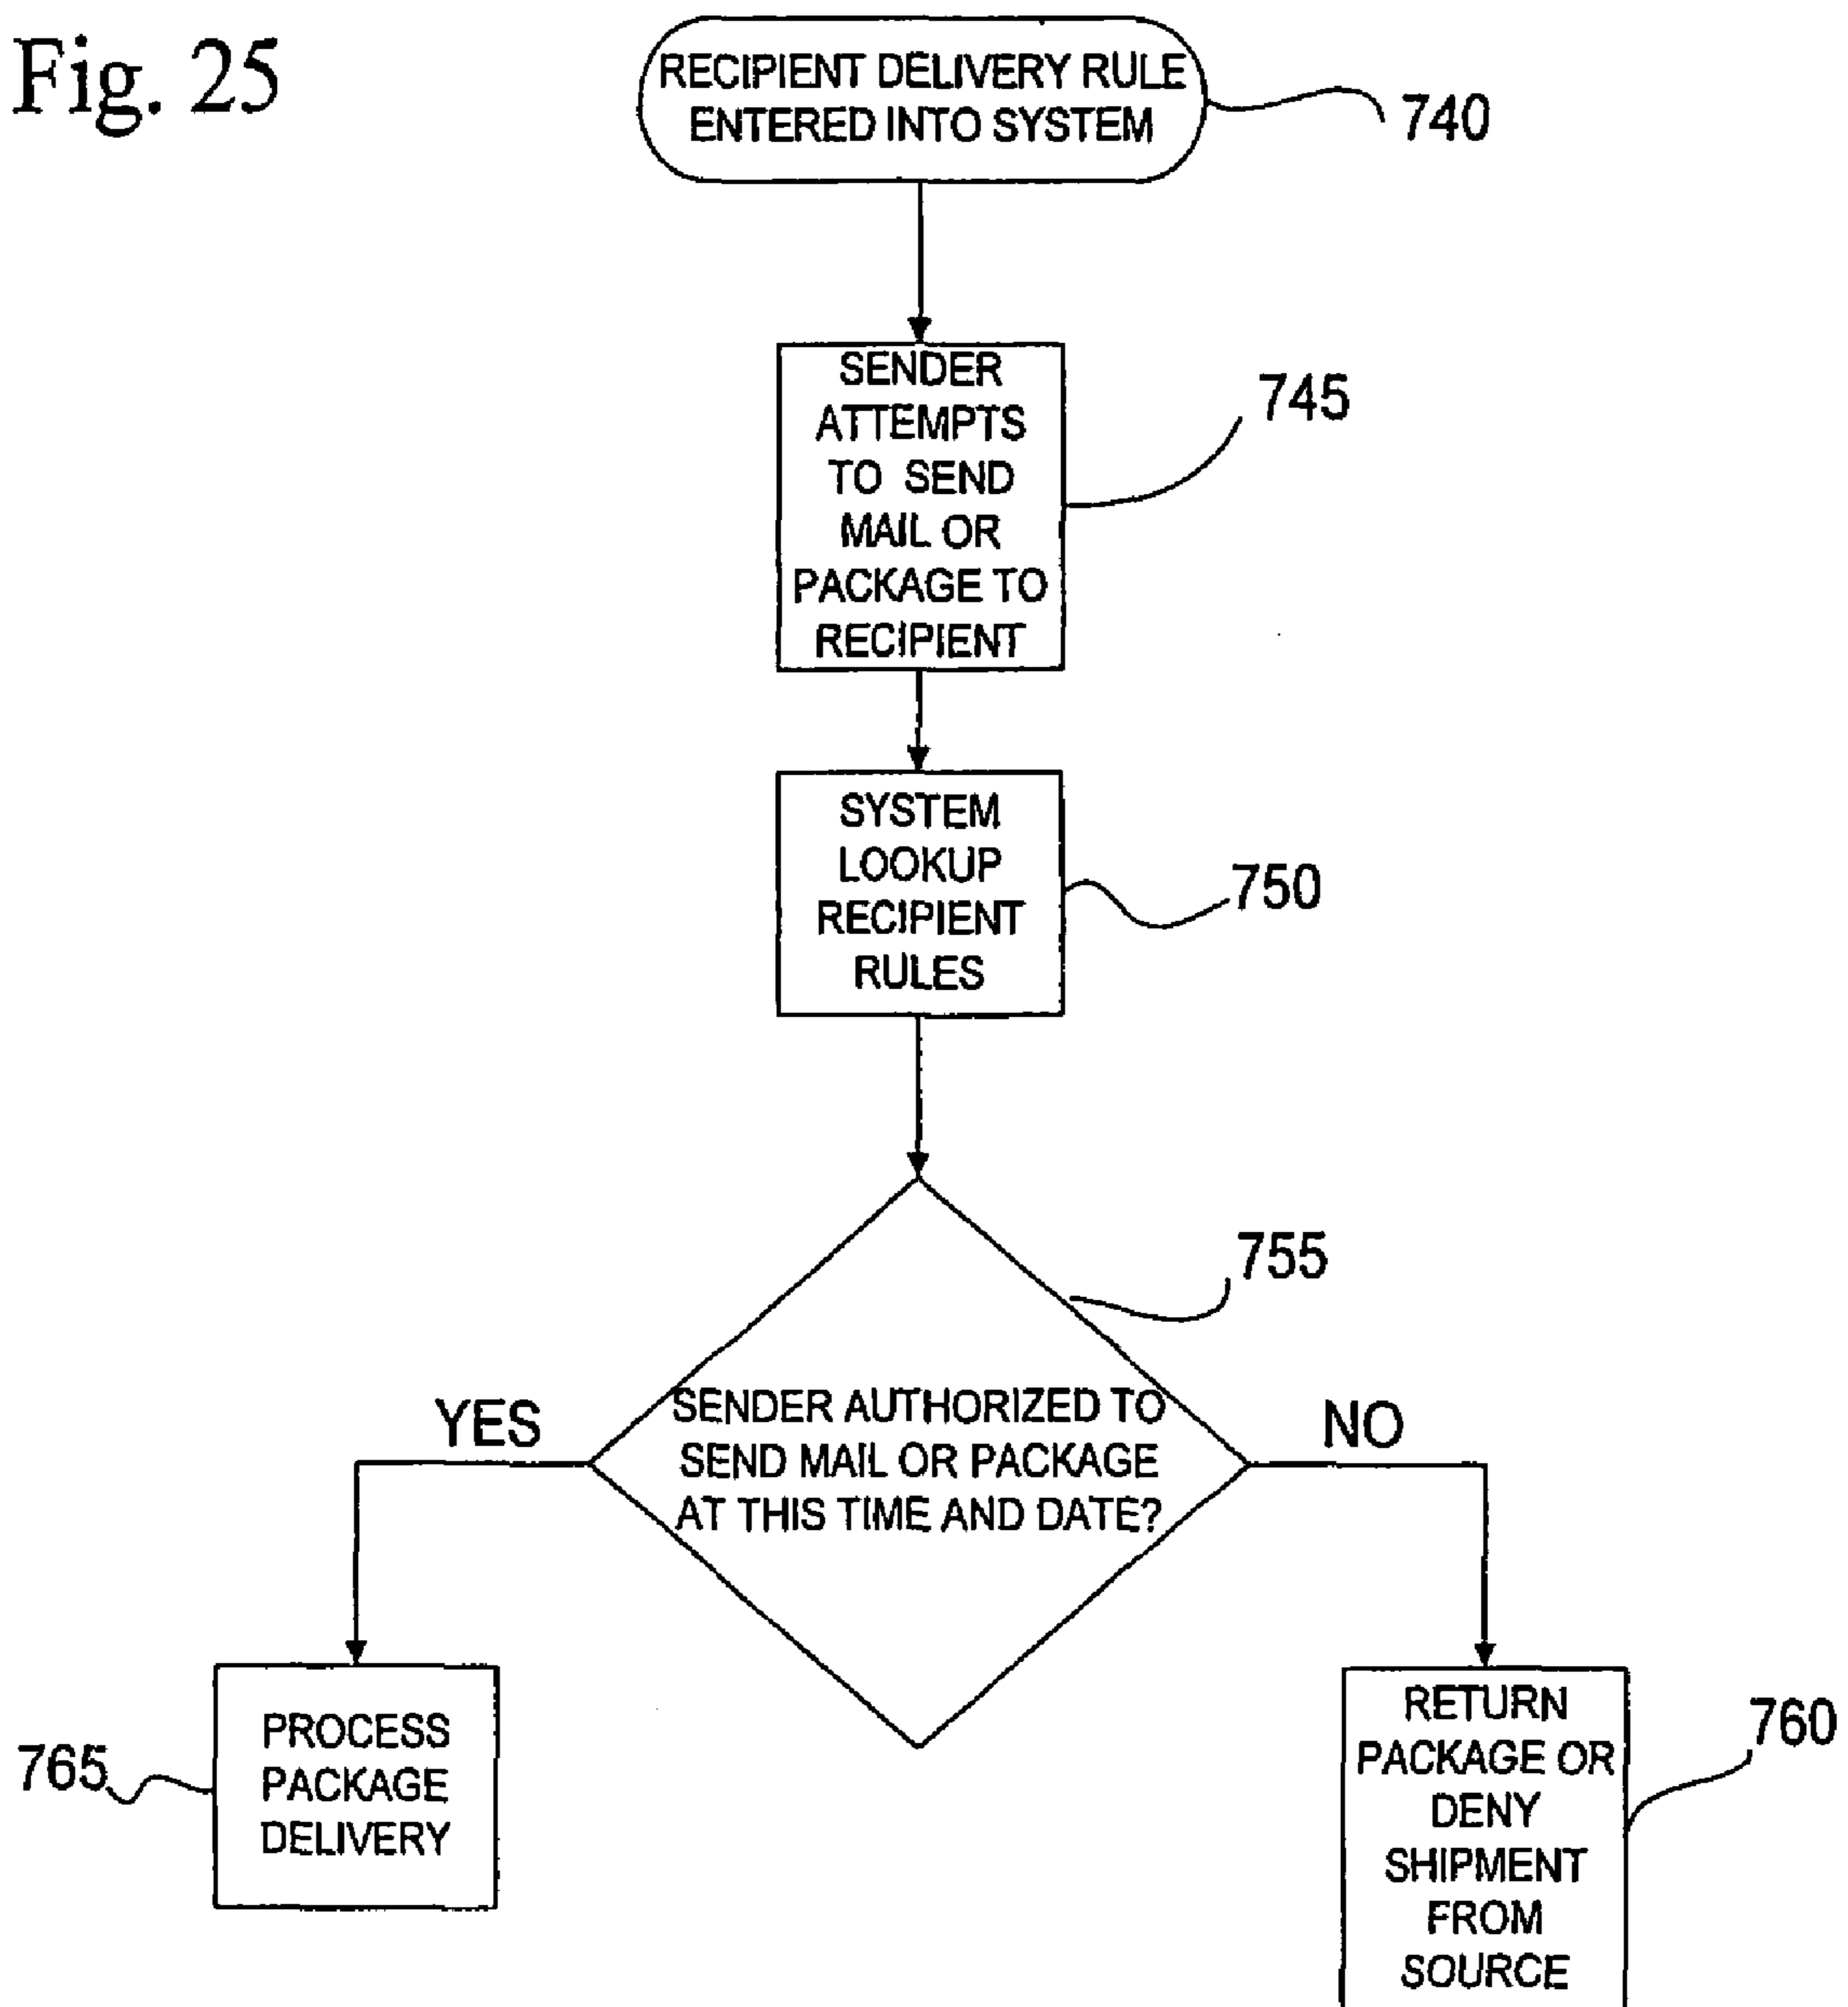 Fig. 25
RECIPIENT DELIVERY RULE
ENTERED INTO SYSTEM
740
SENDER
ATTEMPTS
TO SEND
MAIL OR
PACKAGE TO
RECIPIENT
745
SYSTEM
LOOKUP
RECIPIENT
RULES
750
755
SENDER AUTHORIZED TO
SEND MAIL OR PACKAGE
AT THIS TIME AND DATE?
YES
NO
PROCESS
PACKAGE
DELIVERY
765
RETURN
PACKAGE OR
DENY
SHIPMENT
FROM
SOURCE
760